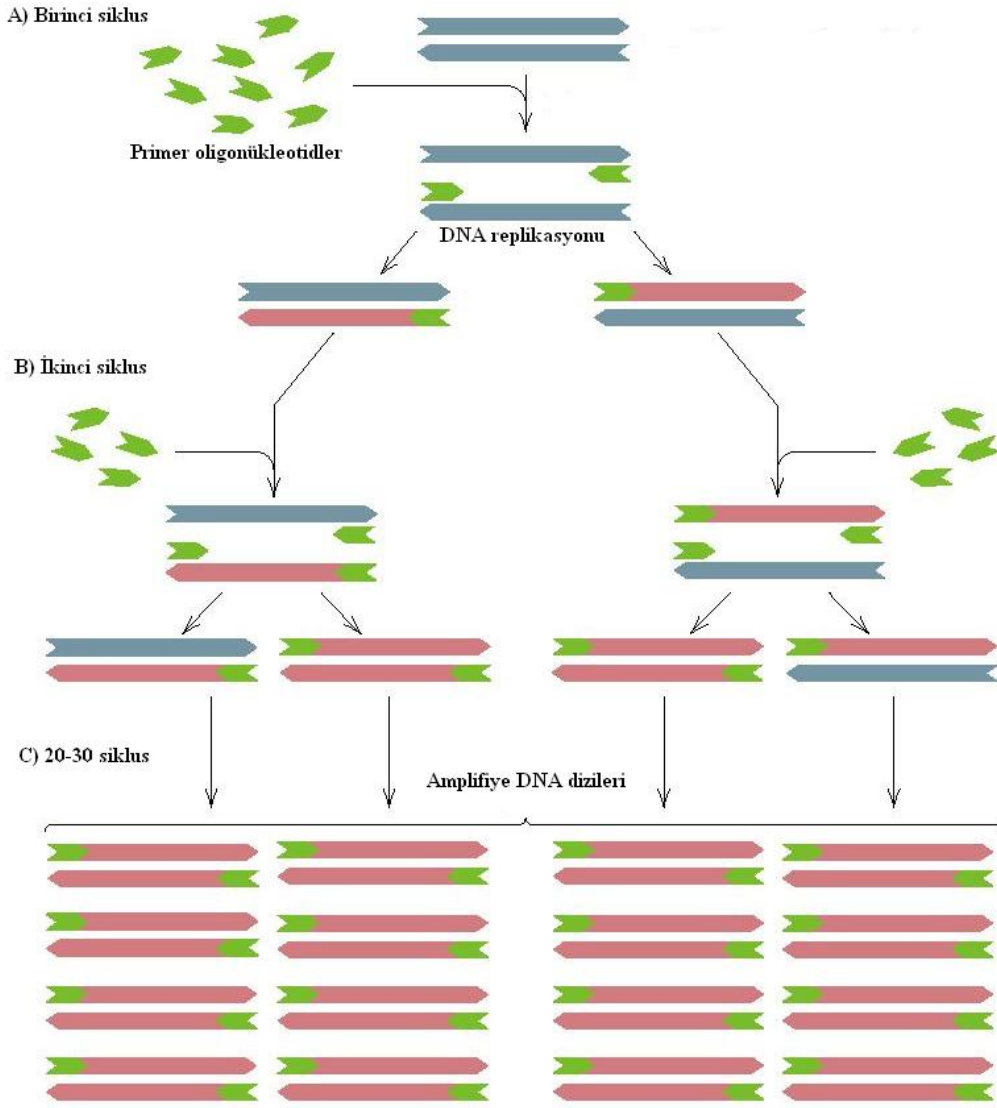 A) Birinci siklus
Primer oligonükleotidler
DNA replikasyonu
B) İkinci siklus
C) 20-30 siklus
Amplifiye DNA dizileri